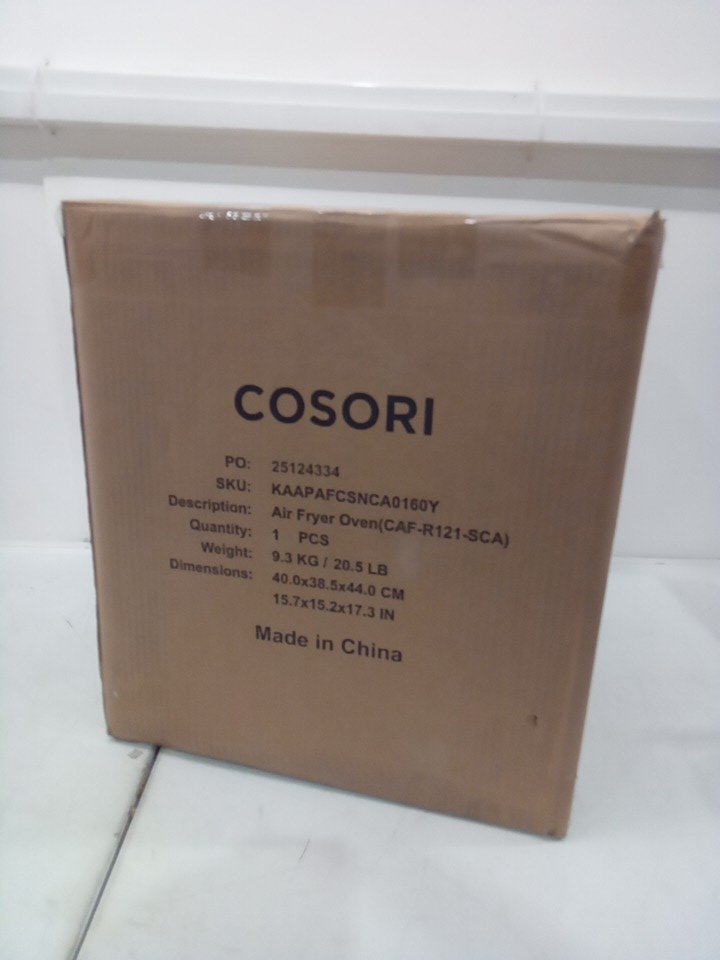 COSORI
PO: 25124334
SKU: KAAPAFCSNCA0160Y
Description: Air Fryer Oven(CAF-R121-SCA)
Quantity: 1 PCS
Weight: 9.3 KG / 20.5 LB
Dimensions: 40.0x38.5x44.0 CM
15.7x15.2x17.3 IN
Made in China